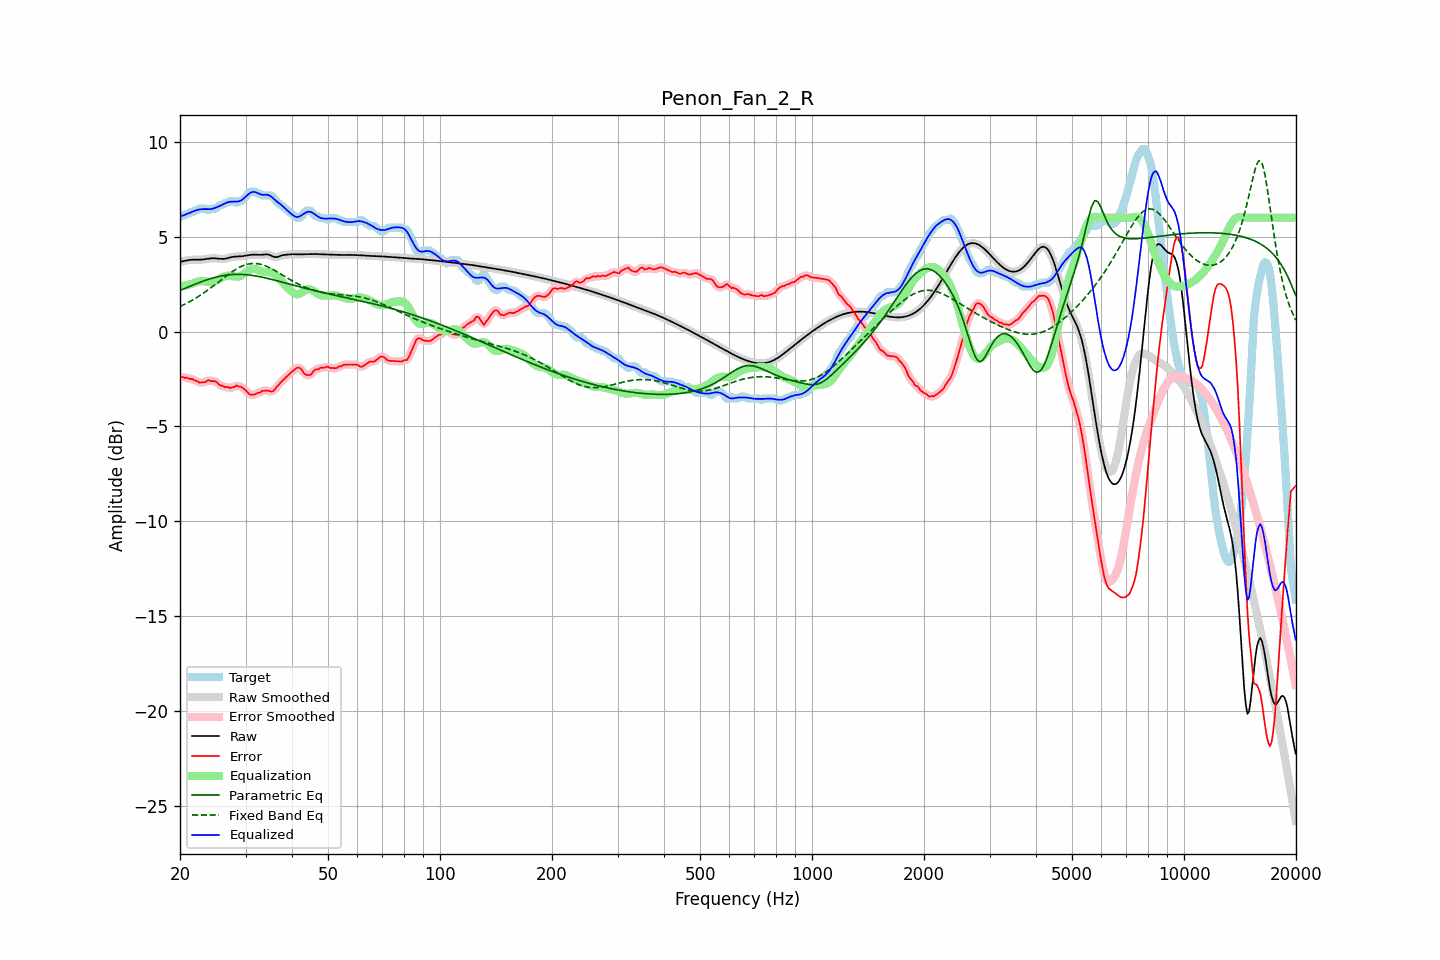 Penon_Fan_2_R
10
5
0
−5
−10
−15
−20
−25
Amplitude (dBr)
Target
Raw Smoothed
Error Smoothed
Raw
Error
Equalization
Parametric Eq
Fixed Band Eq
Equalized
20 50 100 200 500 1000 2000 5000 10000 20000
Frequency (Hz)